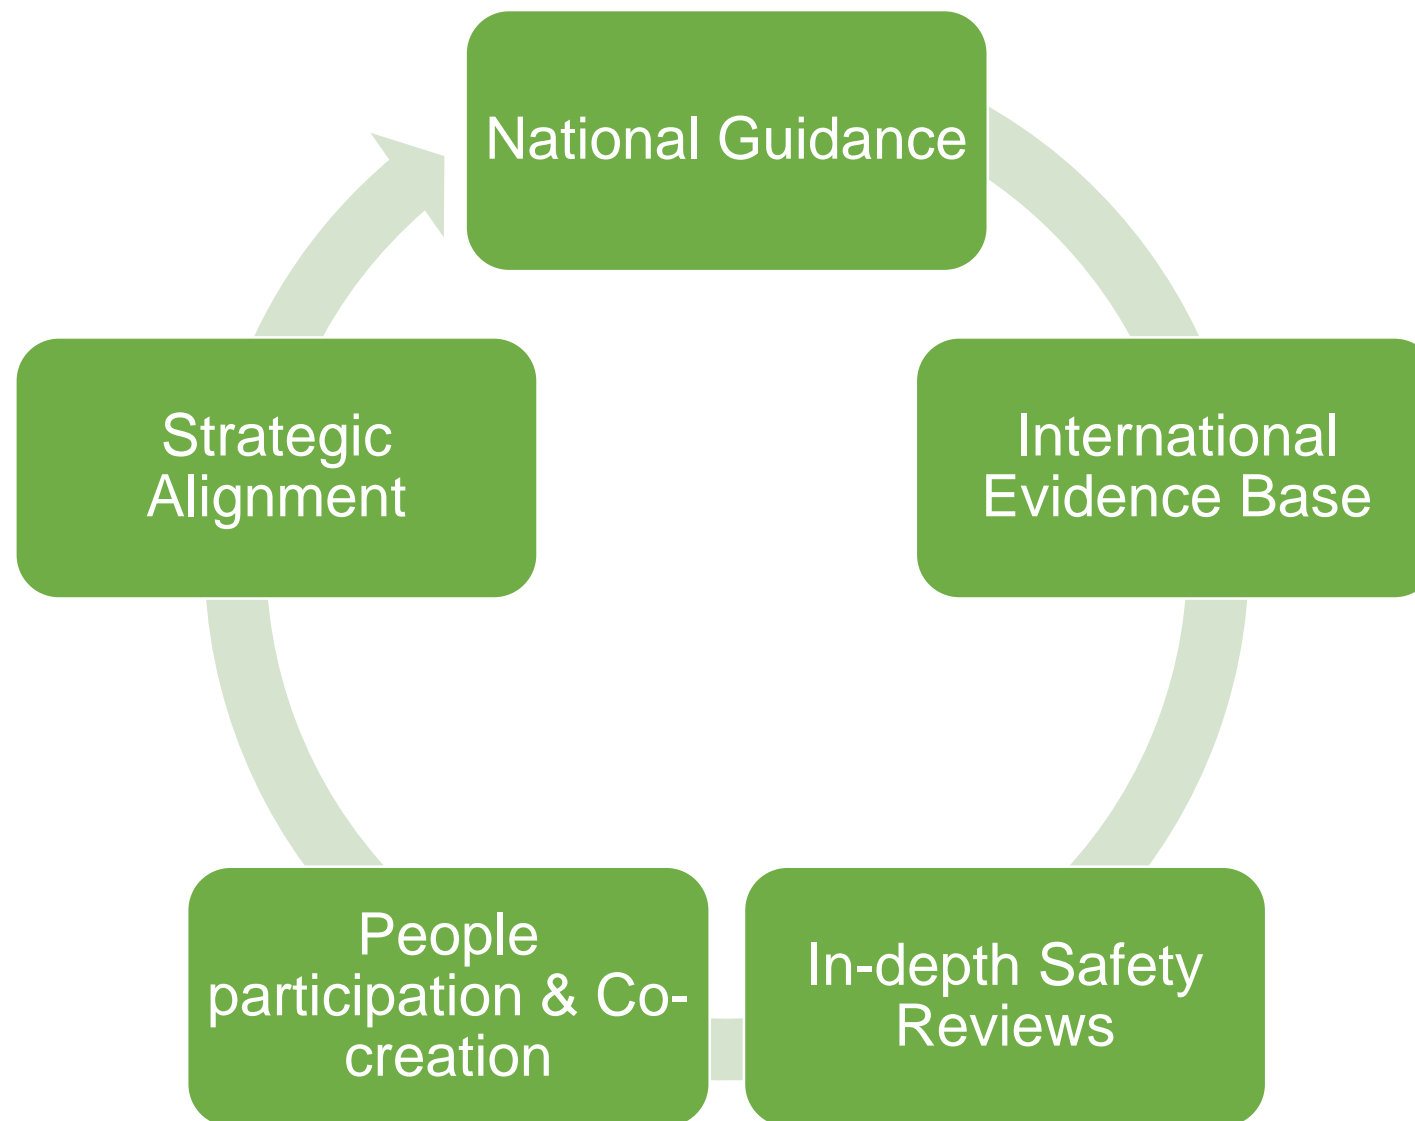 National Guidance
International
Evidence Base
In-depth Safety
Reviews
People
participation & Co-
creation
Strategic
Alignment